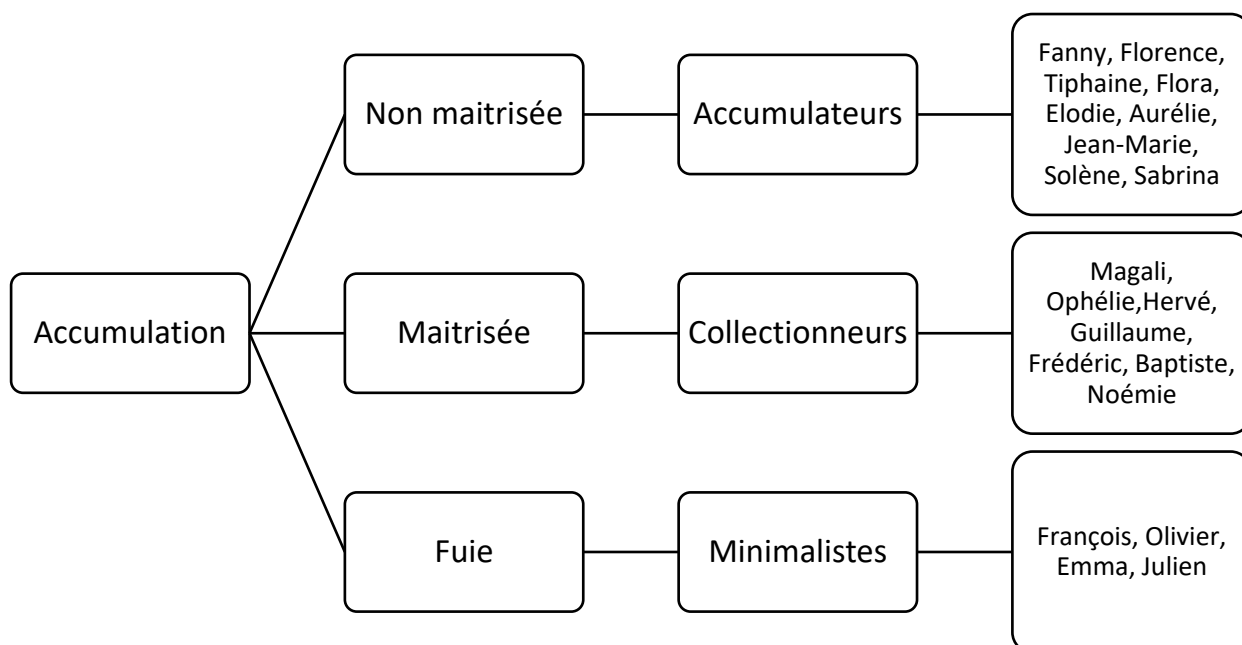 Fanny, Florence,
Tiphaine, Flora,
Elodie, Aurélie,
Jean-Marie,
Solène, Sabrina
Non maitrisée
Accumulateurs
Magali,
Ophélie,Hervé,
Guillaume,
Frédéric, Baptiste,
Noémie
Accumulation
Maitrisée
Collectionneurs
François, Olivier,
Emma, Julien
Fuie
Minimalistes